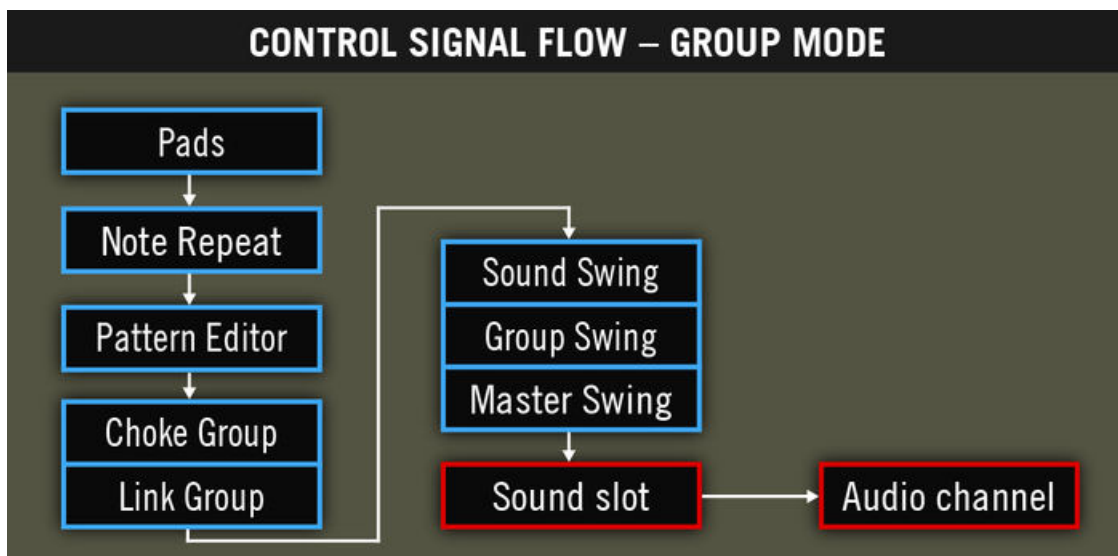 CONTROL SIGNAL FLOW – GROUP MODE
Pads
Note Repeat
Pattern Editor
Choke Group
Link Group
Sound Swing
Group Swing
Master Swing
Sound slot
Audio channel